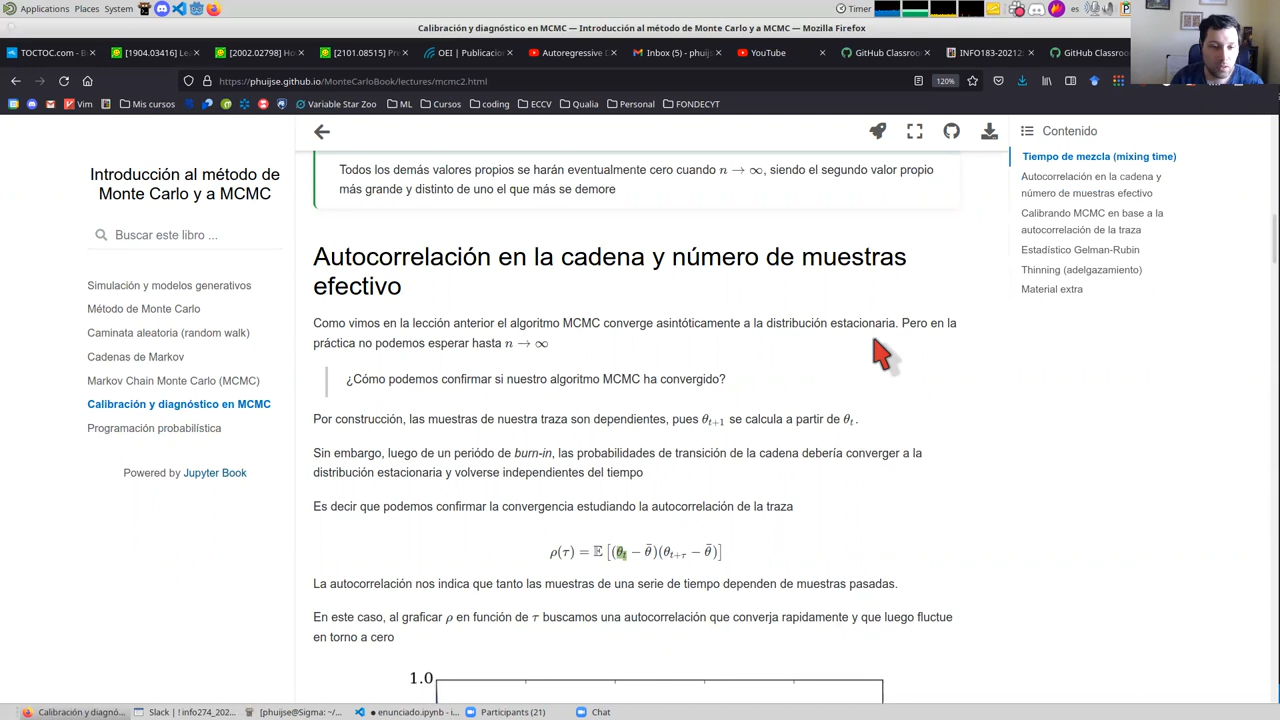 Applications Places System Timer es
Calibración y diagnóstico en MCMC — Introducción al método de Monte Carlo y a MCMC — Mozilla Firefox
TOCTOC.com - B [1904.03416] Le [2002.02798] Ho [2101.08515] Pr OEI | Publicacio Autoregressive D Inbox (5) - phuijs YouTube GitHub Classroo INFO183-20212 GitHub Classro
https://phuijse.github.io/MonteCarloBook/lectures/mcmc2.html 120%
Vim Mis cursos Variable Star Zoo ML Cursos coding ECCV Qualia Personal FONDECYT
Introducción al método de
Monte Carlo y a MCMC
Buscar este libro ...
Simulación y modelos generativos
Método de Monte Carlo
Caminata aleatoria (random walk)
Cadenas de Markov
Markov Chain Monte Carlo (MCMC)
Calibración y diagnóstico en MCMC
Programación probabilística
Powered by Jupyter Book
Todos los demás valores propios se harán eventualmente cero cuando n → ∞, siendo el segundo valor propio
más grande y distinto de uno el que más se demore
Autocorrelación en la cadena y número de muestras
efectivo
Como vimos en la lección anterior el algoritmo MCMC converge asintóticamente a la distribución estacionaria. Pero en la
práctica no podemos esperar hasta n → ∞
¿Cómo podemos confirmar si nuestro algoritmo MCMC ha convergido?
Por construcción, las muestras de nuestra traza son dependientes, pues θ_{t+1} se calcula a partir de θ_t.
Sin embargo, luego de un periódo de burn-in, las probabilidades de transición de la cadena debería converger a la
distribución estacionaria y volverse independientes del tiempo
Es decir que podemos confirmar la convergencia estudiando la autocorrelación de la traza
ρ(τ) = 𝔼 [(θ_t − θ̄)(θ_{t+τ} − θ̄)]
La autocorrelación nos indica que tanto las muestras de una serie de tiempo dependen de muestras pasadas.
En este caso, al graficar ρ en función de τ buscamos una autocorrelación que converja rapidamente y que luego fluctue
en torno a cero
1.0
Contenido
Tiempo de mezcla (mixing time)
Autocorrelación en la cadena y
número de muestras efectivo
Calibrando MCMC en base a la
autocorrelación de la traza
Estadístico Gelman-Rubin
Thinning (adelgazamiento)
Material extra
Calibración y diagnó... Slack | ! info274_202... [phuijse@Sigma: ~/... enunciado.ipynb - i... Participants (21) Chat